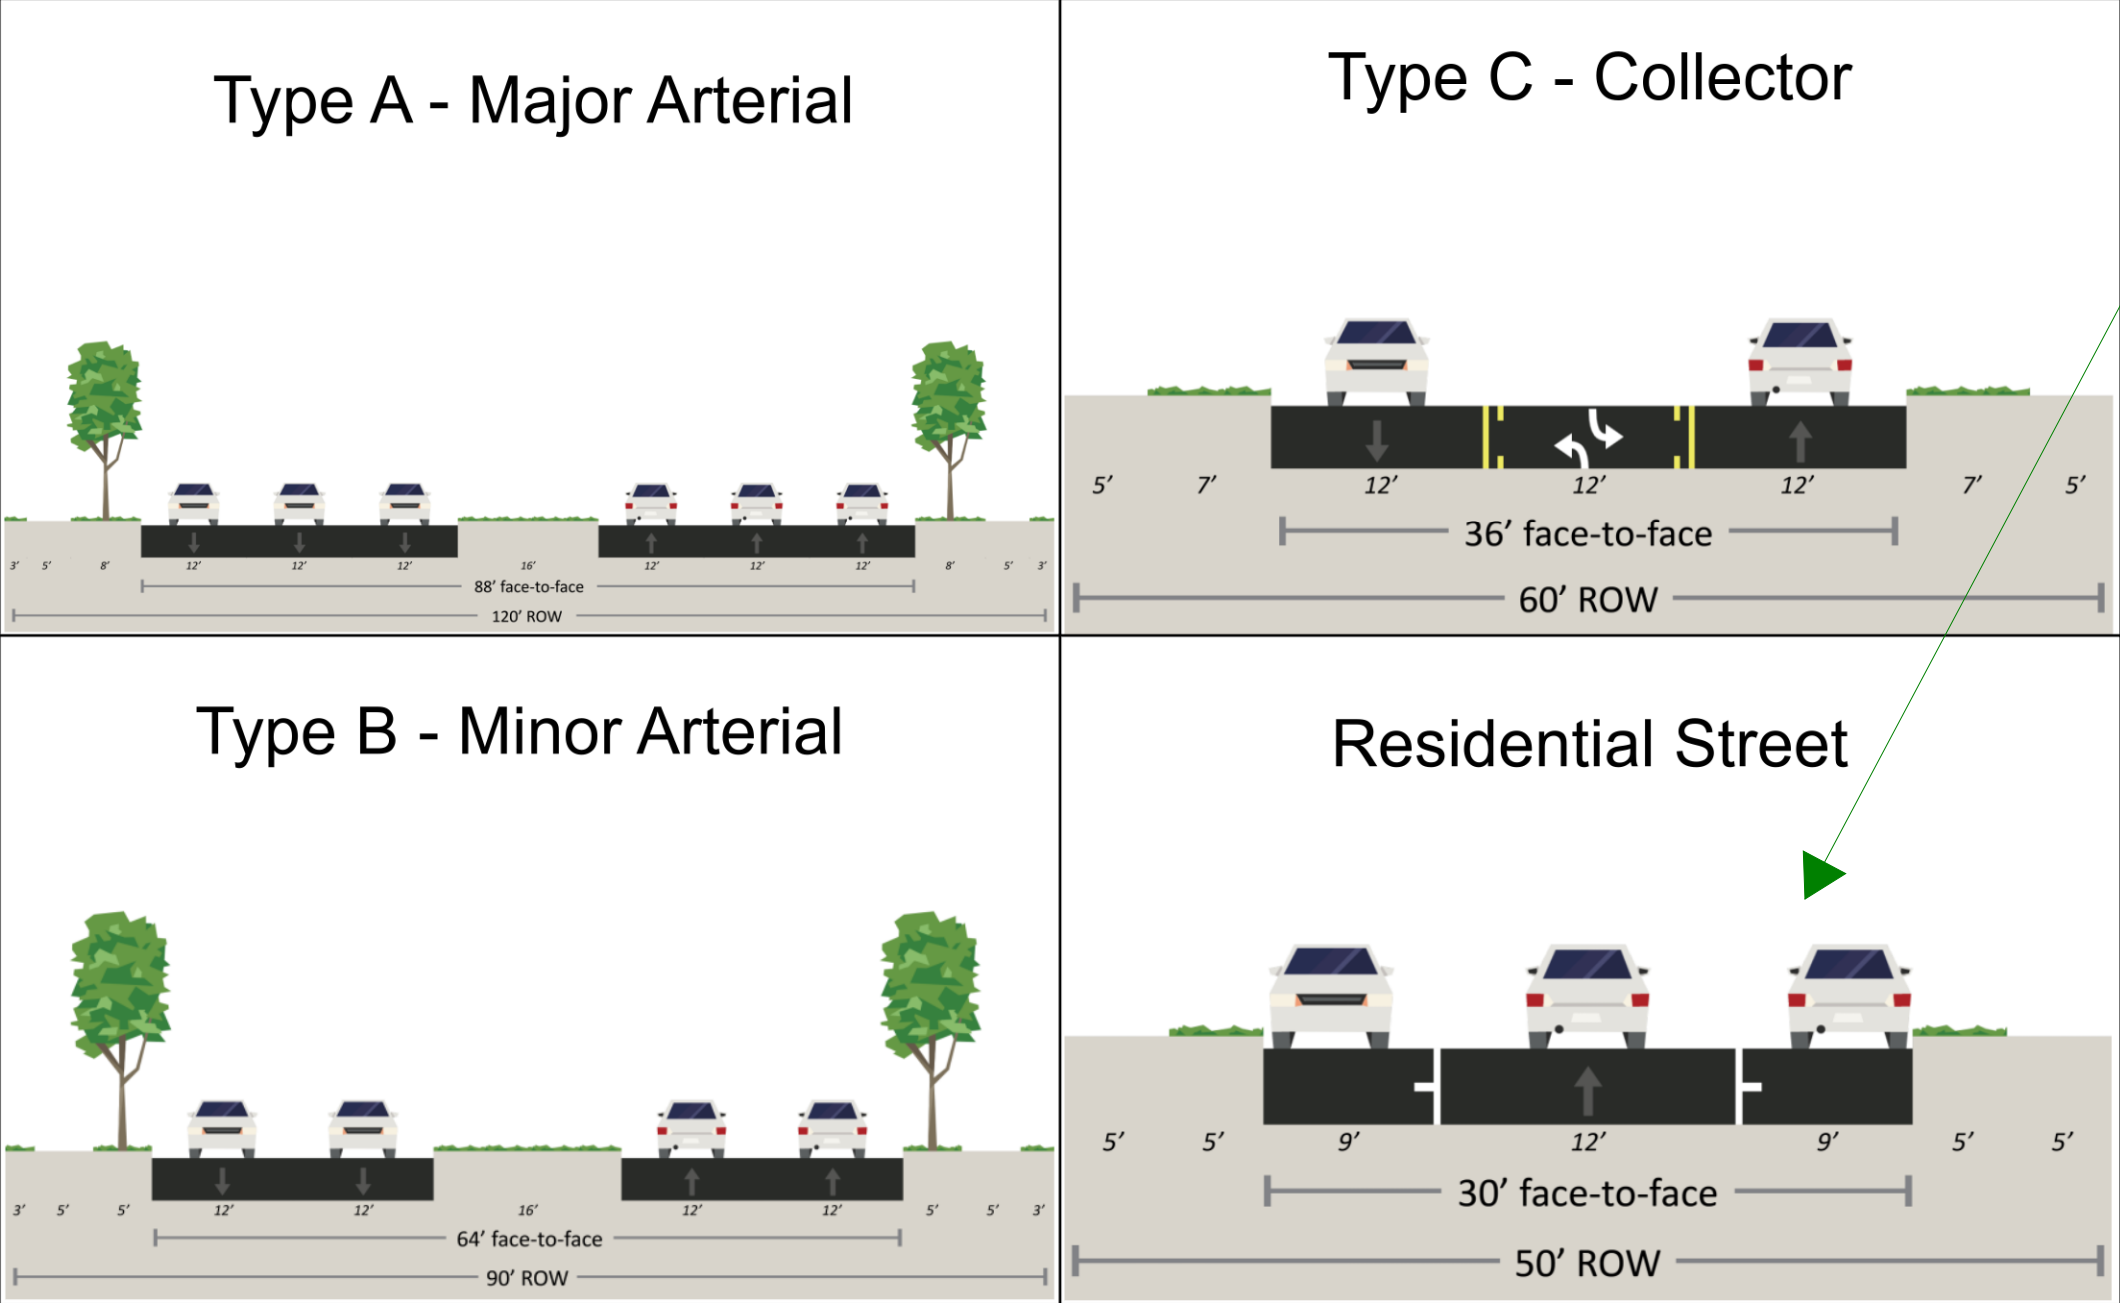 Type A - Major Arterial
3’ 5’ 8’ 12’ 12’ 12’ 16’ 12’ 12’ 12’ 8’ 5’ 3’
88’ face-to-face
120’ ROW
Type C - Collector
5’ 7’ 12’ 12’ 12’ 7’ 5’
36’ face-to-face
60’ ROW
Type B - Minor Arterial
3’ 5’ 5’ 12’ 12’ 16’ 12’ 12’ 5’ 5’ 3’
64’ face-to-face
90’ ROW
Residential Street
5’ 5’ 9’ 12’ 9’ 5’ 5’
30’ face-to-face
50’ ROW